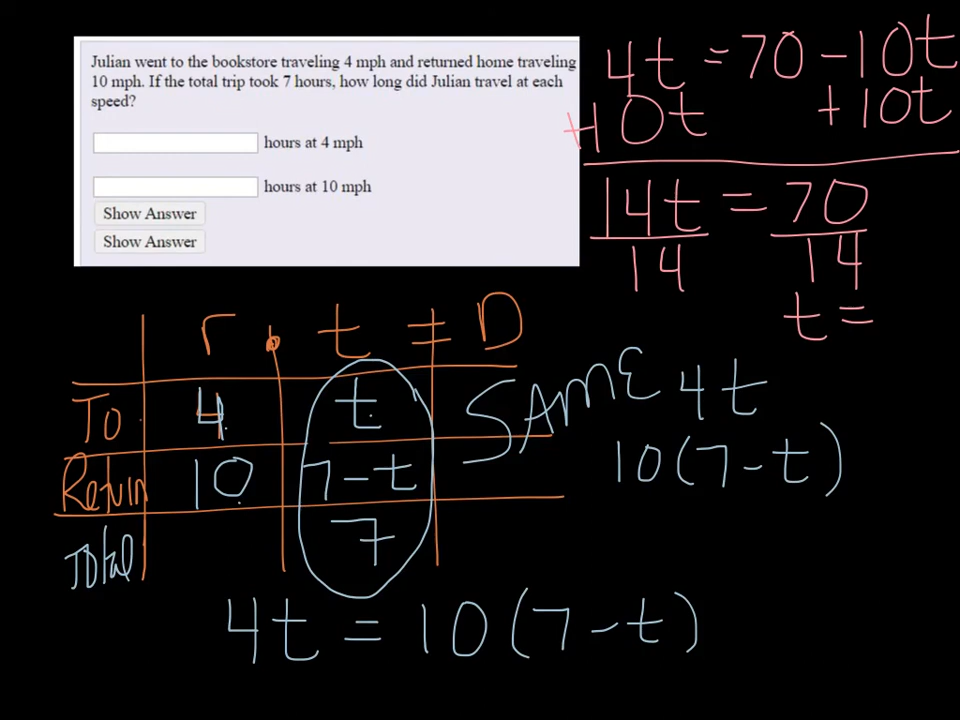 Julian went to the bookstore traveling 4 mph and returned home traveling
10 mph. If the total trip took 7 hours, how long did Julian travel at each
speed?
hours at 4 mph
hours at 10 mph
Show Answer
Show Answer
4t = 70 - 10t
+10t +10t
14t = 70
14 14
t =
r · t = D
To 4 t SAME 4t
Return 10 7-t 10(7-t)
Total 7
4t = 10(7-t)